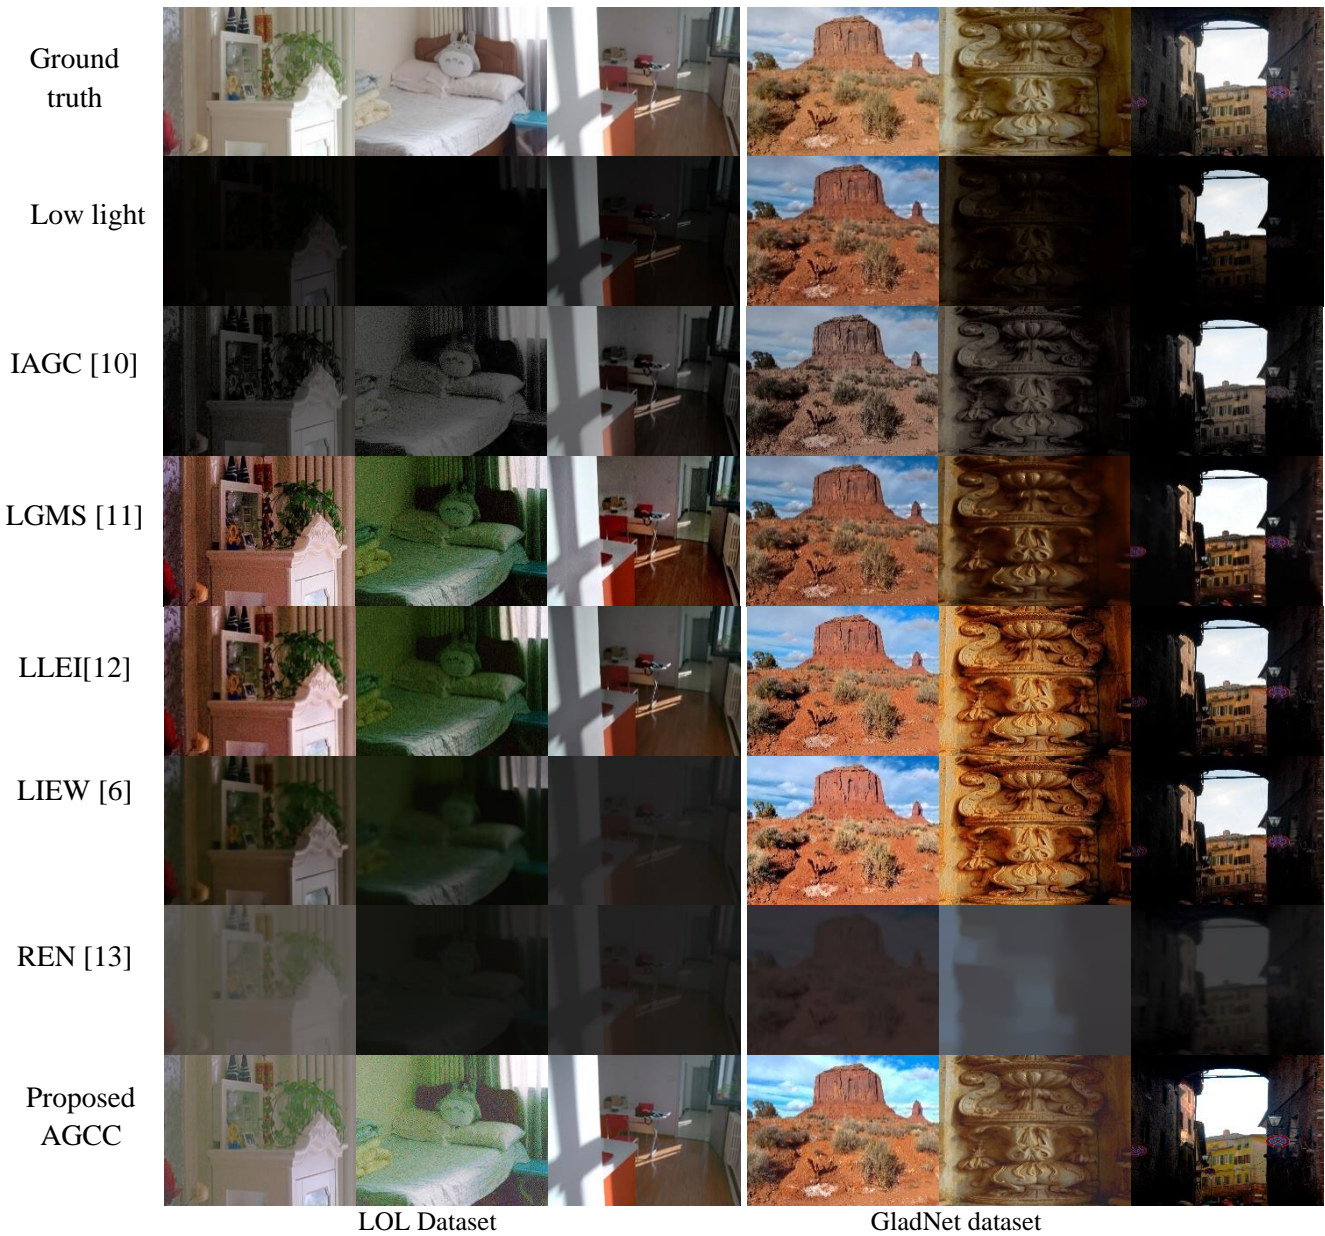 Ground
truth
Low light
IAGC [10]
LGMS [11]
LLEI[12]
LIEW [6]
REN [13]
Proposed
AGCC
LOL Dataset
GladNet dataset